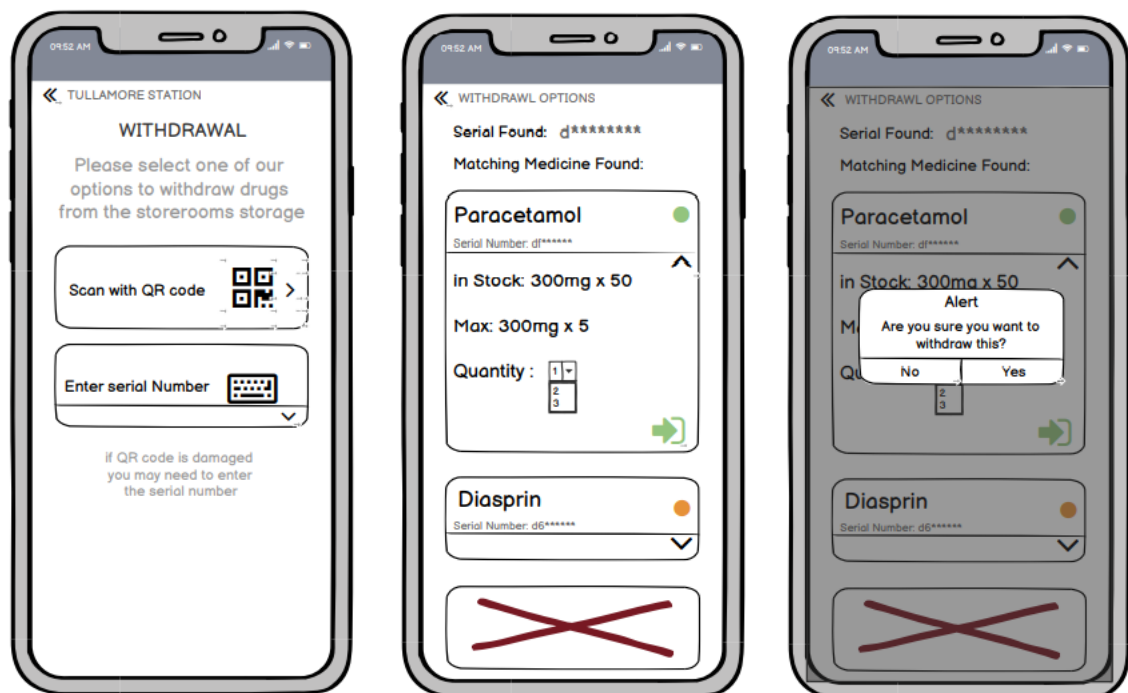 09:52 AM
TULLAMORE STATION
WITHDRAWAL
Please select one of our
options to withdraw drugs
from the storerooms storage
Scan with QR code
Enter serial Number
if QR code is damaged
you may need to enter
the serial number
09:52 AM
WITHDRAWL OPTIONS
Serial Found: d********
Matching Medicine Found:
Paracetamol
Serial Number: df******
in Stock: 300mg x 50
Max: 300mg x 5
Quantity : 1
2
3
Diasprin
Serial Number: d6******
09:52 AM
WITHDRAWL OPTIONS
Serial Found: d********
Matching Medicine Found:
Paracetamol
Serial Number: df******
in Stock: 300mg x 50
Alert
Are you sure you want to
withdraw this?
No Yes
2
3
Diasprin
Serial Number: d6******